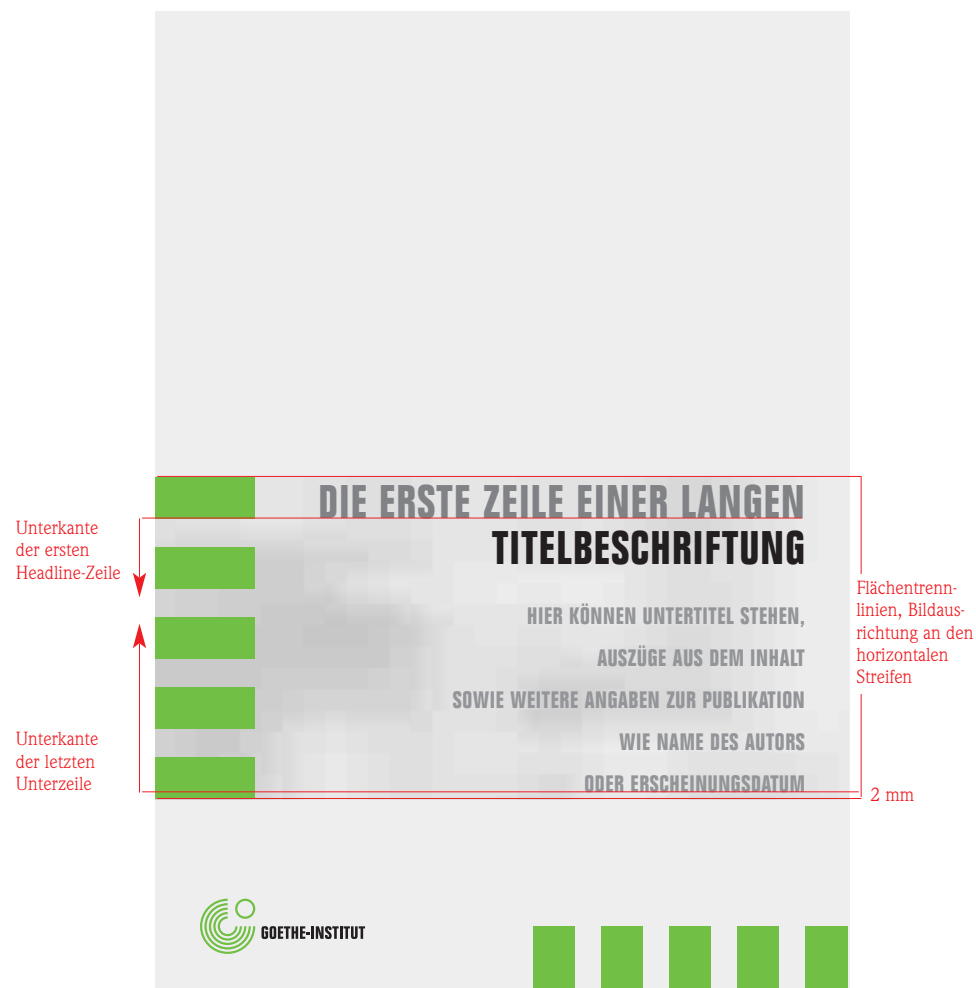 DIE ERSTE ZEILE EINER LANGEN
TITELBESCHRIFTUNG
Unterkante
der ersten
Headline-Zeile
HIER KÖNNEN UNTERTITEL STEHEN,
AUSZÜGE AUS DEM INHALT
SOWIE WEITERE ANGABEN ZUR PUBLIKATION
WIE NAME DES AUTORS
ODER ERSCHEINUNGSDATUM
Flächentrenn-
linien, Bildaus-
richtung an den
horizontalen
Streifen
Unterkante
der letzten
Unterzeile
2 mm
GOETHE-INSTITUT